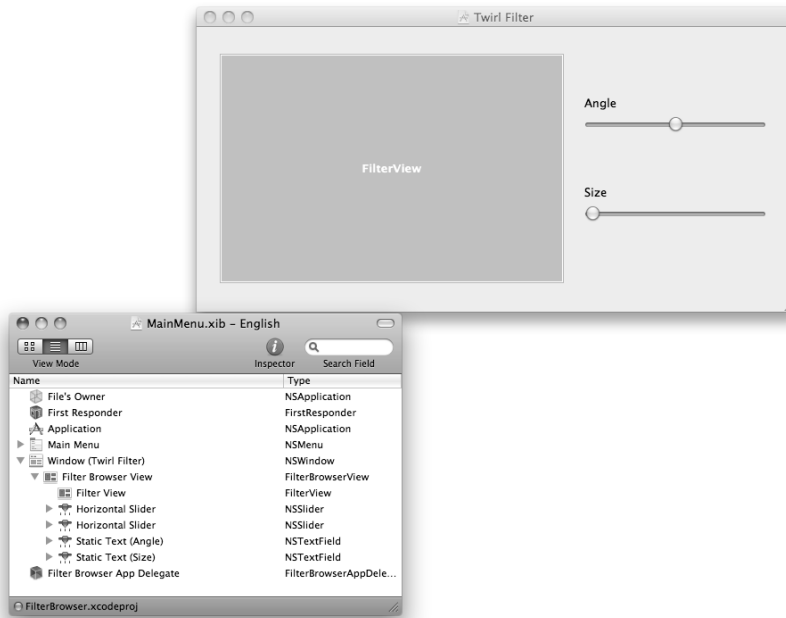 Twirl Filter
Angle
FilterView
Size
MainMenu.xib – English
View Mode Inspector Search Field
Name Type
File's Owner NSApplication
First Responder FirstResponder
Application NSApplication
Main Menu NSMenu
Window (Twirl Filter) NSWindow
Filter Browser View FilterBrowserView
Filter View FilterView
Horizontal Slider NSSlider
Horizontal Slider NSSlider
Static Text (Angle) NSTextField
Static Text (Size) NSTextField
Filter Browser App Delegate FilterBrowserAppDele...
FilterBrowser.xcodeproj